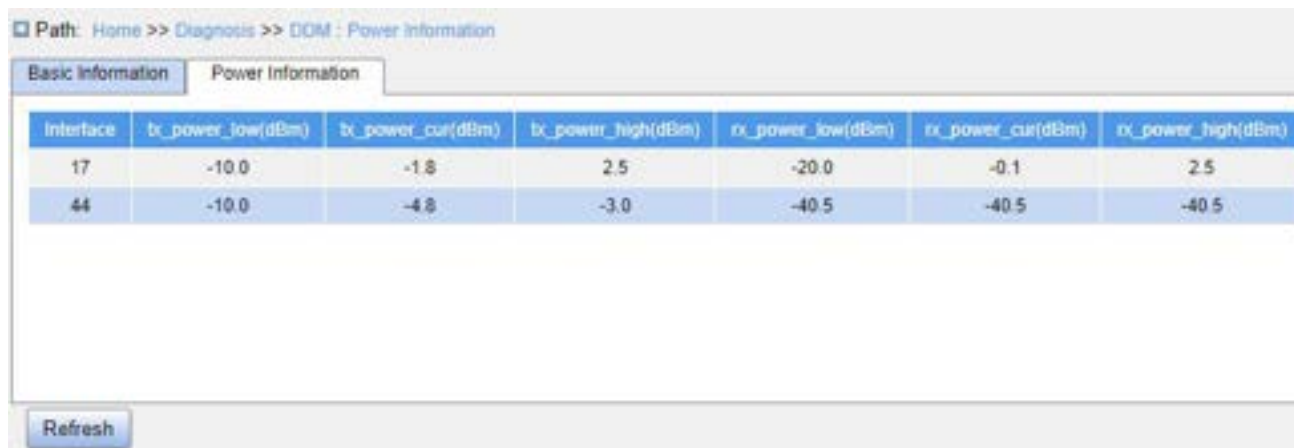 Path: Home >> Diagnosis >> DDM : Power Information
Basic Information Power Information
Interface tx_power_low(dBm) tx_power_cur(dBm) tx_power_high(dBm) rx_power_low(dBm) rx_power_cur(dBm) rx_power_high(dBm)
17 -10.0 -1.8 2.5 -20.0 -0.1 2.5
44 -10.0 -4.8 -3.0 -40.5 -40.5 -40.5
Refresh